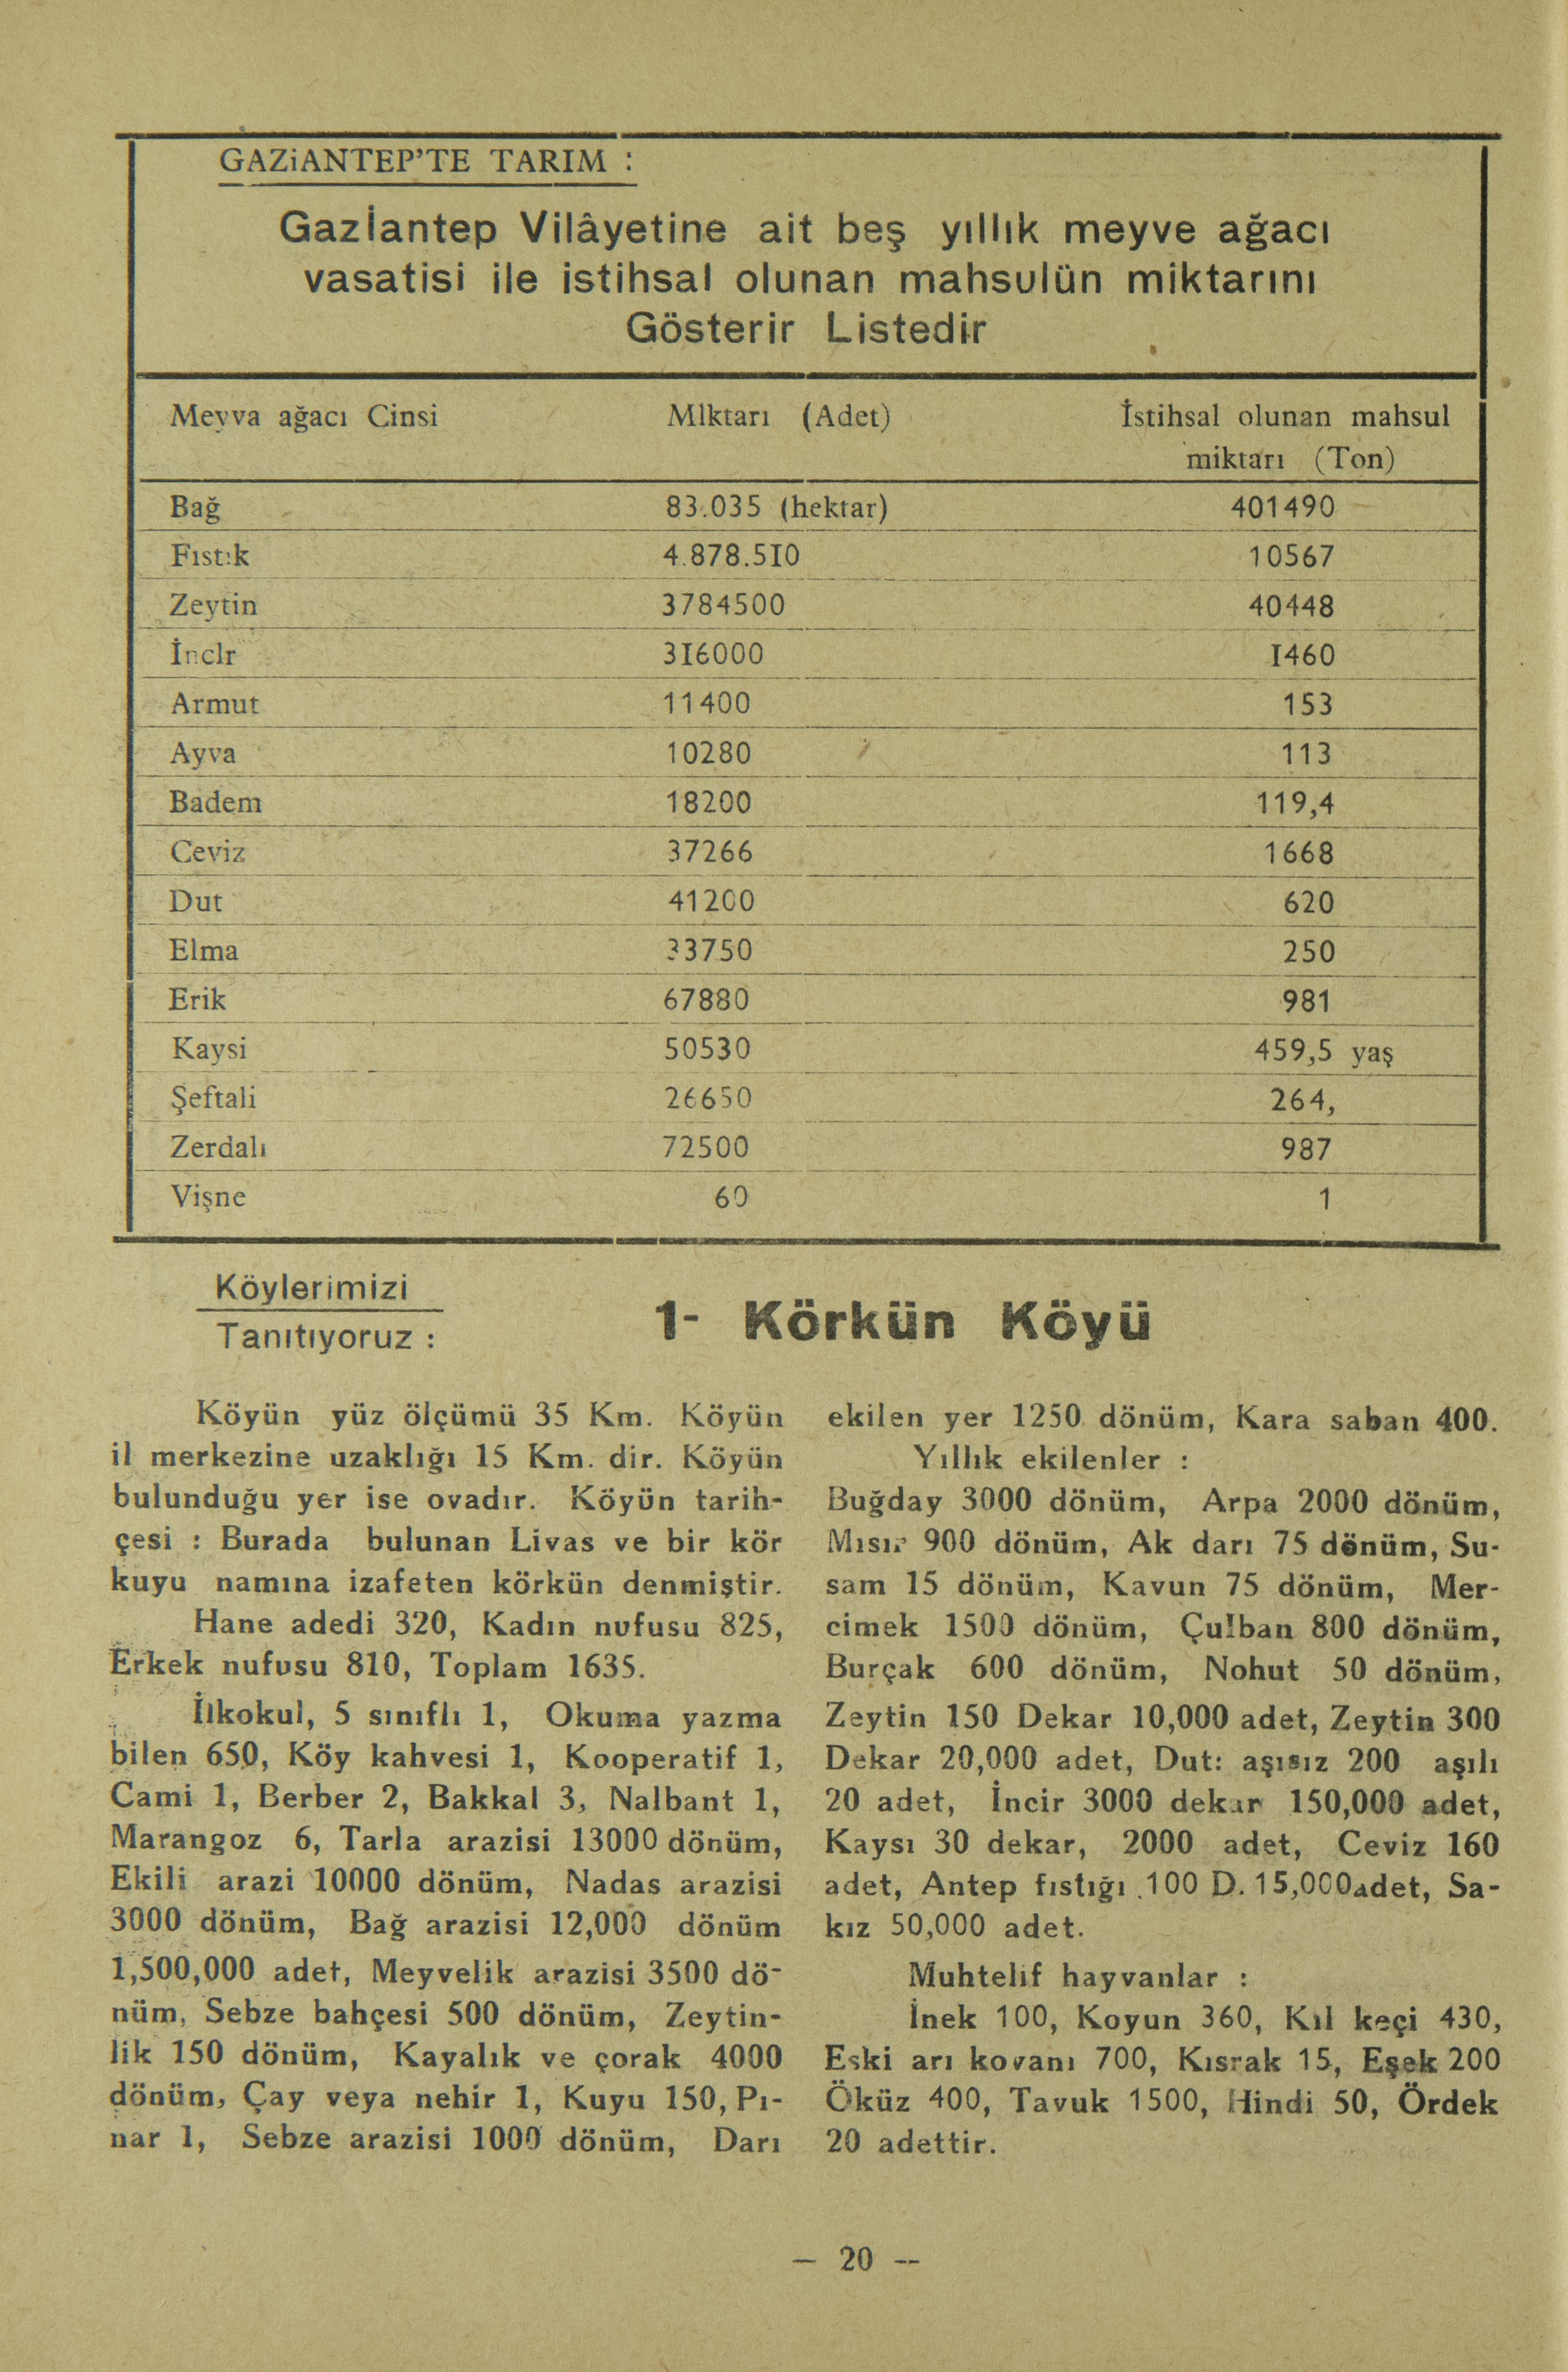 GAZiANTEP'TE TARIM :
Gaziantep Vilâyetine ait beş yıllık meyve ağacı
vasatisi ile istihsal olunan mahsulün miktarını
Gösterir Listedir
Meyva ağacı Cinsi Mlktarı (Adet) İstihsal olunan mahsul
miktarı (Ton)
Bağ 83.035 (hektar) 401490
Fıstık 4.878.5I0 10567
Zeytin 3784500 40448
İnclr 3I6000 I460
Armut 11400 153
Ayva 10280 113
Badem 18200 119,4
Ceviz 37266 1668
Dut 41200 620
Elma 33750 250
Erik 67880 981
Kaysi 50530 459,5 yaş
Şeftali 26650 264,
Zerdalı 72500 987
Vişne 60 1
Köylerimizi
Tanıtıyoruz :
1- Körkün Köyü
Köyün yüz ölçümü 35 Km. Köyün
il merkezine uzaklığı 15 Km. dir. Köyün
bulunduğu yer ise ovadır. Köyün tarih-
çesi : Burada bulunan Livas ve bir kör
kuyu namına izafeten körkün denmiştir.
Hane adedi 320, Kadın nufusu 825,
Erkek nufusu 810, Toplam 1635.
İlkokul, 5 sınıflı 1, Okuma yazma
bilen 650, Köy kahvesi 1, Kooperatif 1,
Cami 1, Berber 2, Bakkal 3, Nalbant 1,
Marangoz 6, Tarla arazisi 13000 dönüm,
Ekili arazi 10000 dönüm, Nadas arazisi
3000 dönüm, Bağ arazisi 12,000 dönüm
1,500,000 adet, Meyvelik arazisi 3500 dö-
nüm, Sebze bahçesi 500 dönüm, Zeytin-
lik 150 dönüm, Kayalık ve çorak 4000
dönüm, Çay veya nehir 1, Kuyu 150, Pı-
nar 1, Sebze arazisi 1000 dönüm, Darı
ekilen yer 1250 dönüm, Kara saban 400.
Yıllık ekilenler :
Buğday 3000 dönüm, Arpa 2000 dönüm,
Mısır 900 dönüm, Ak darı 75 dönüm, Su-
sam 15 dönüm, Kavun 75 dönüm, Mer-
cimek 1500 dönüm, Çulban 800 dönüm,
Burçak 600 dönüm, Nohut 50 dönüm,
Zeytin 150 Dekar 10,000 adet, Zeytin 300
Dekar 20,000 adet, Dut: aşısız 200 aşılı
20 adet, İncir 3000 dekar 150,000 adet,
Kaysı 30 dekar, 2000 adet, Ceviz 160
adet, Antep fıstığı 100 D. 15,000adet, Sa-
kız 50,000 adet.
Muhtelif hayvanlar :
İnek 100, Koyun 360, Kıl keçi 430,
Eski arı kovanı 700, Kısrak 15, Eşek 200
Öküz 400, Tavuk 1500, Hindi 50, Ördek
20 adettir.
— 20 —